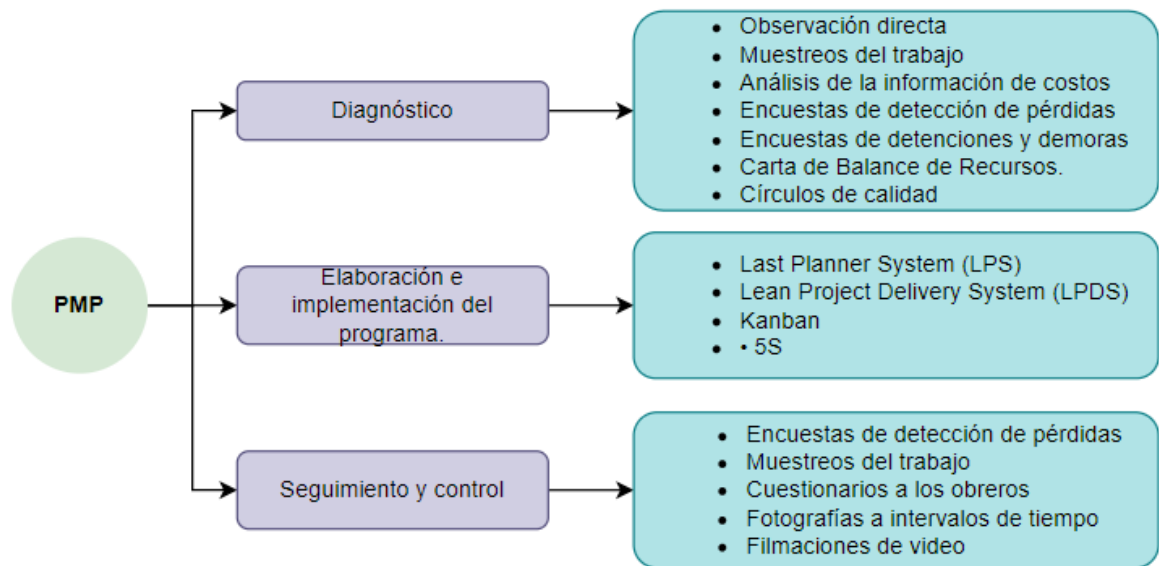 PMP
Diagnóstico
• Observación directa
• Muestreos del trabajo
• Análisis de la información de costos
• Encuestas de detección de pérdidas
• Encuestas de detenciones y demoras
• Carta de Balance de Recursos.
• Círculos de calidad
Elaboración e
implementación del
programa.
• Last Planner System (LPS)
• Lean Project Delivery System (LPDS)
• Kanban
• • 5S
Seguimiento y control
• Encuestas de detección de pérdidas
• Muestreos del trabajo
• Cuestionarios a los obreros
• Fotografías a intervalos de tiempo
• Filmaciones de video